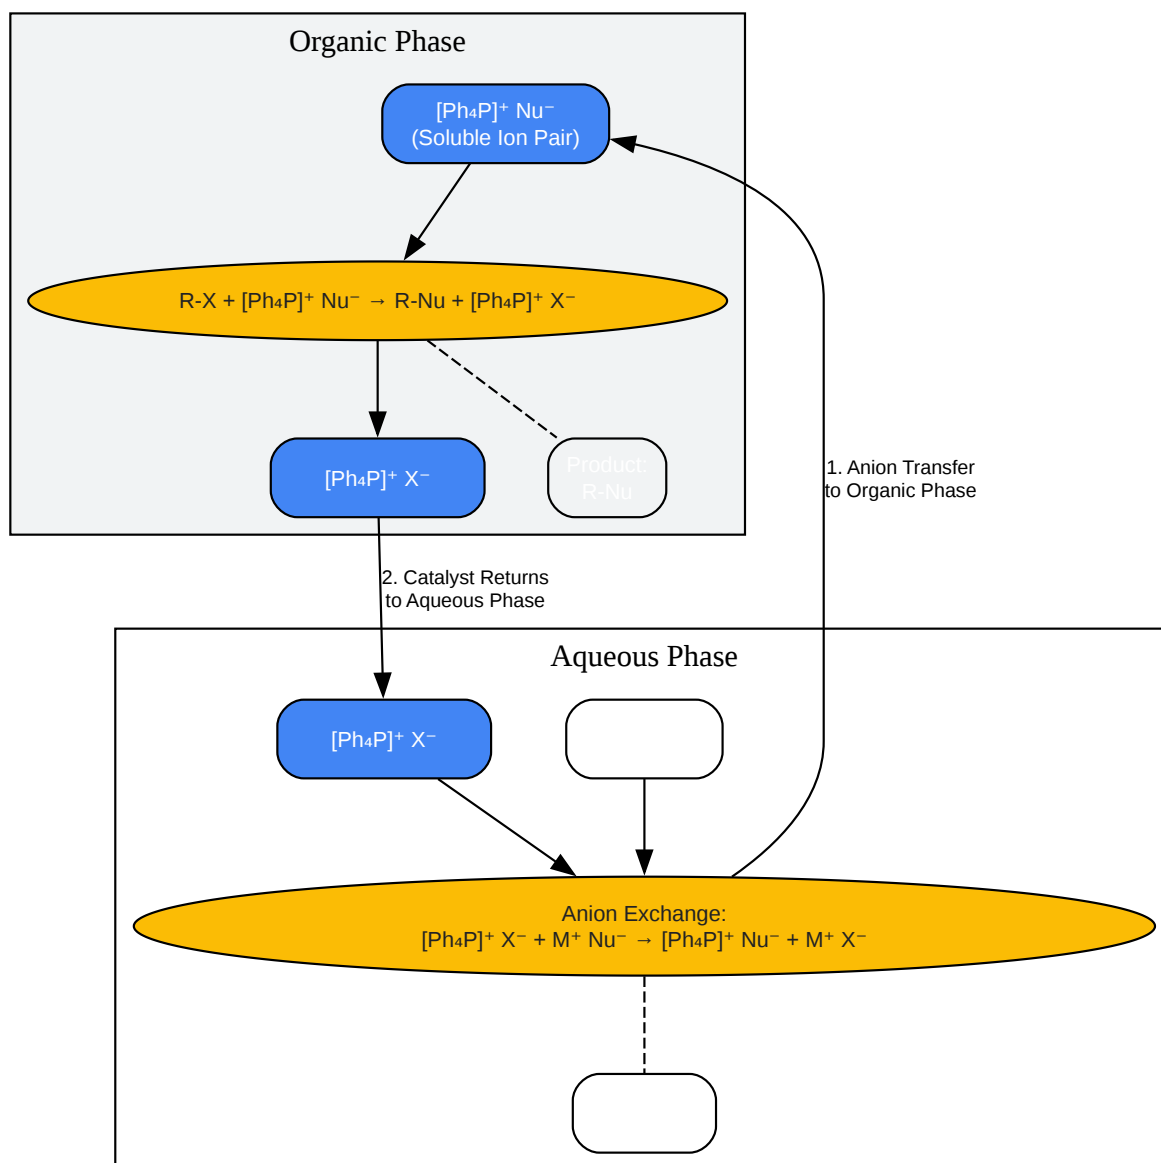 Organic Phase
[Ph₄P]⁺ Nu⁻
(Soluble Ion Pair)
R-X + [Ph₄P]⁺ Nu⁻ → R-Nu + [Ph₄P]⁺ X⁻
[Ph₄P]⁺ X⁻
Product:
R-Nu
1. Anion Transfer
to Organic Phase
2. Catalyst Returns
to Aqueous Phase
Aqueous Phase
[Ph₄P]⁺ X⁻
Anion Exchange:
[Ph₄P]⁺ X⁻ + M⁺ Nu⁻ → [Ph₄P]⁺ Nu⁻ + M⁺ X⁻